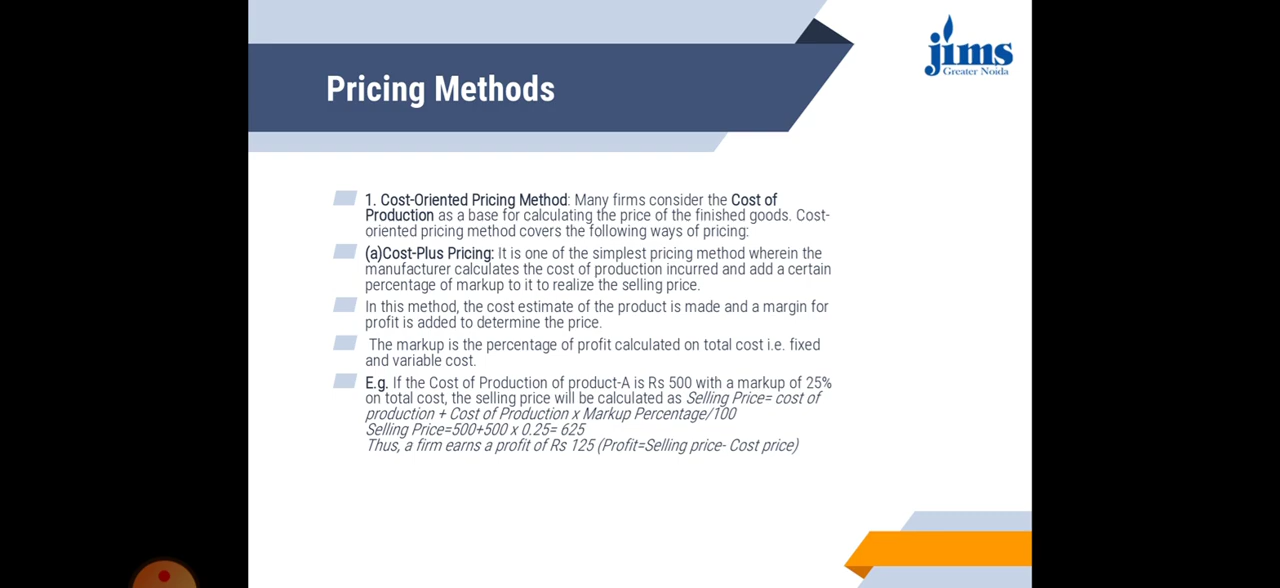 jims
Greater Noida
Pricing Methods
1. Cost-Oriented Pricing Method: Many firms consider the Cost of
Production as a base for calculating the price of the finished goods. Cost-
oriented pricing method covers the following ways of pricing:
(a)Cost-Plus Pricing: It is one of the simplest pricing method wherein the
manufacturer calculates the cost of production incurred and add a certain
percentage of markup to it to realize the selling price.
In this method, the cost estimate of the product is made and a margin for
profit is added to determine the price.
The markup is the percentage of profit calculated on total cost i.e. fixed
and variable cost.
E.g. If the Cost of Production of product-A is Rs 500 with a markup of 25%
on total cost, the selling price will be calculated as Selling Price= cost of
production + Cost of Production x Markup Percentage/100
Selling Price=500+500 x 0.25= 625
Thus, a firm earns a profit of Rs 125 (Profit=Selling price- Cost price)